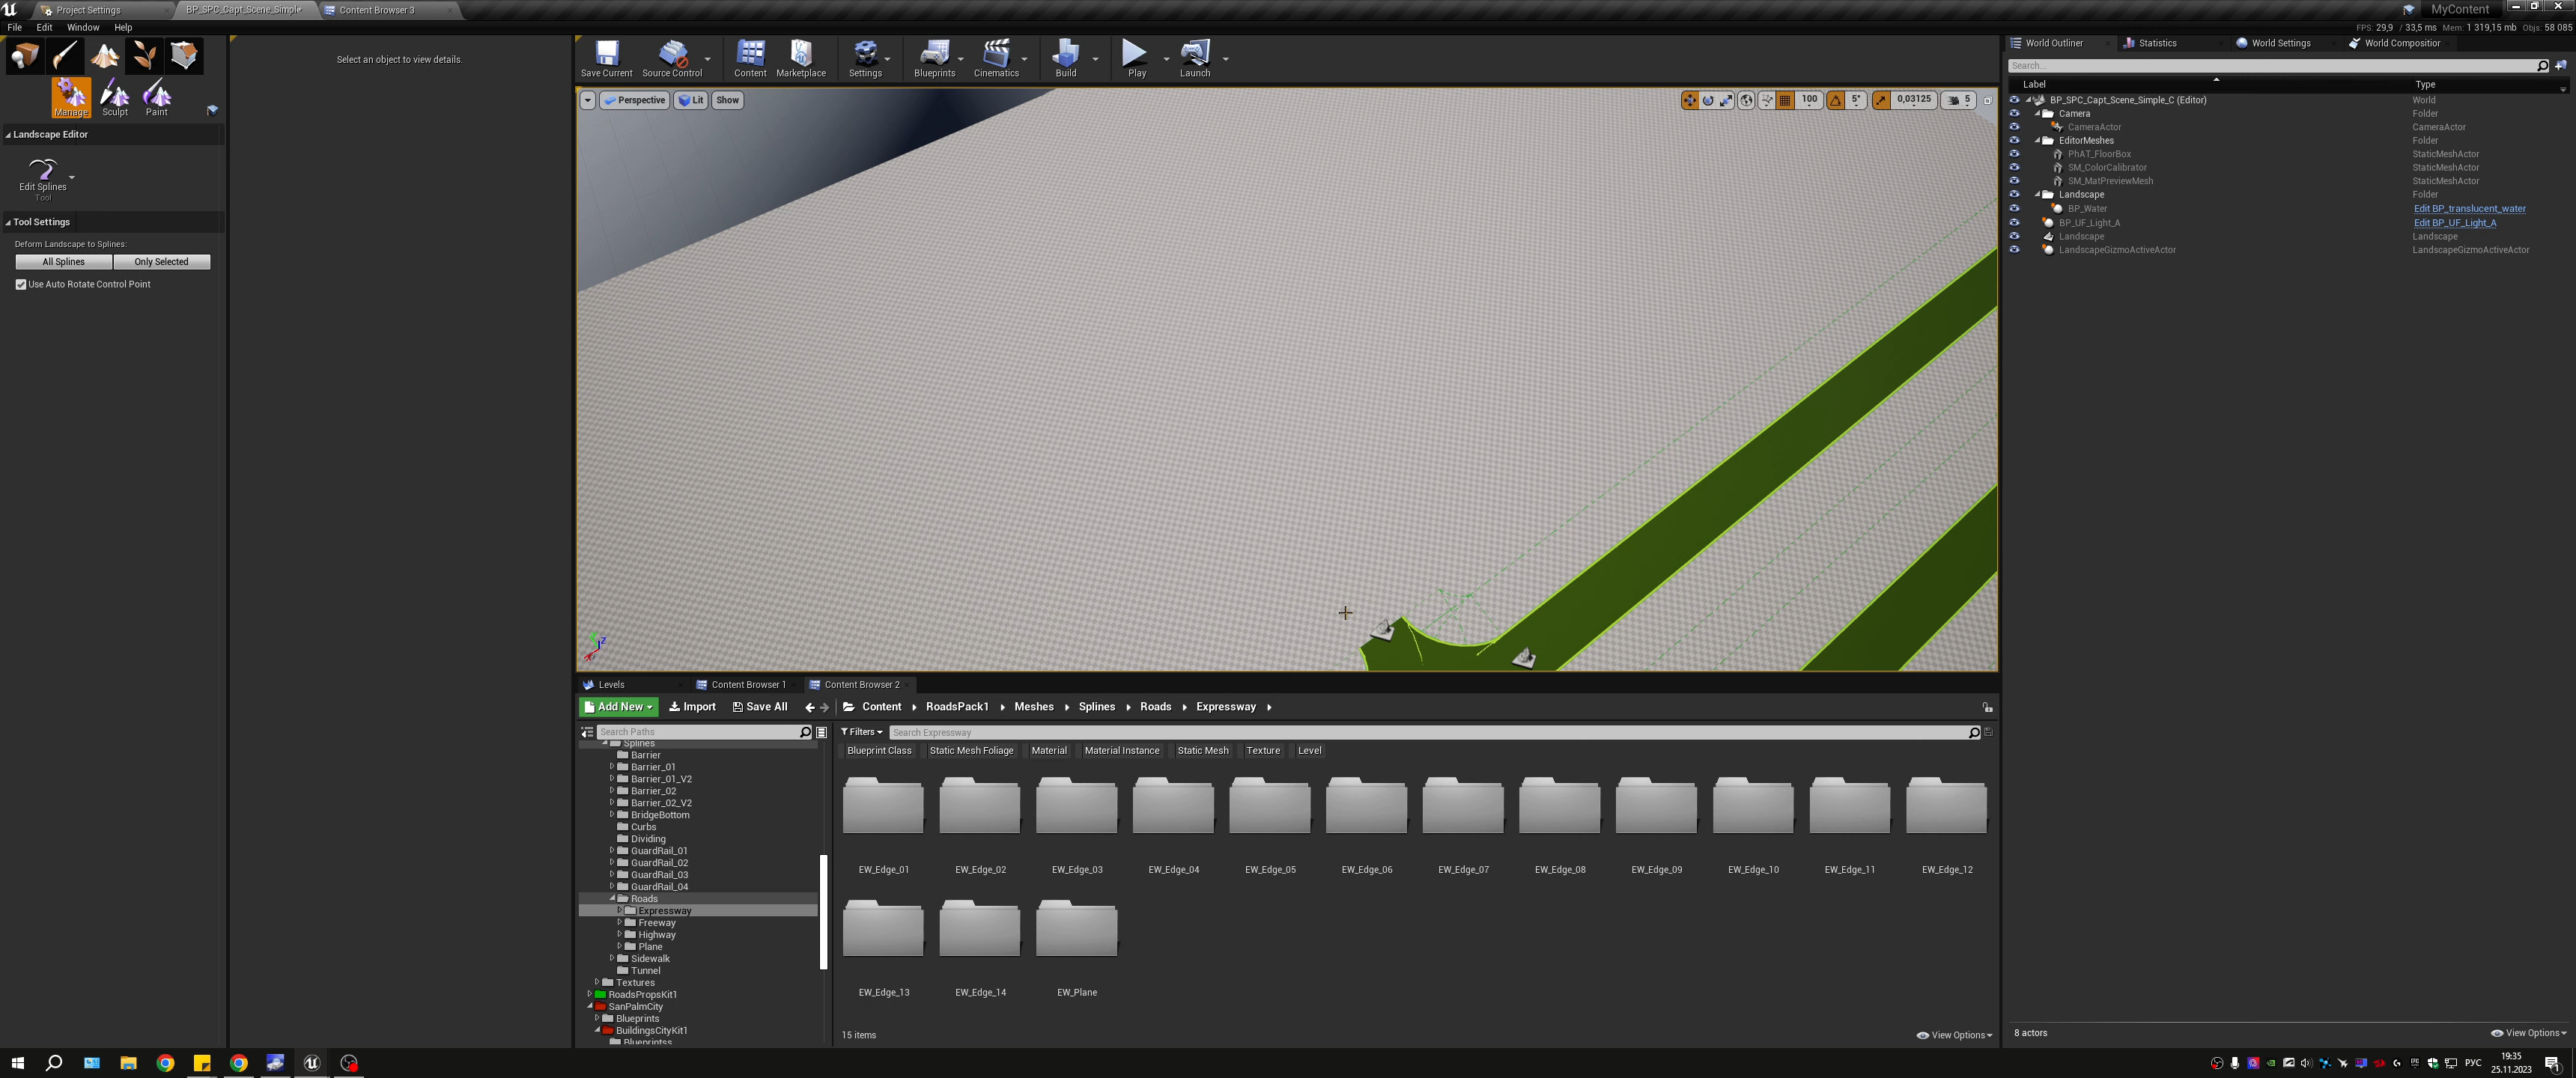 Project Settings
BP_SPC_Capt_Scene_Simple*
Content Browser 3
MyContent
File Edit Window Help
FPS: 29,9 / 33,5 ms Mem: 1 319,15 mb Objs: 58 085
Manage Sculpt Paint
Landscape Editor
Edit Splines
Tool
Tool Settings
Deform Landscape to Splines:
All Splines Only Selected
Use Auto Rotate Control Point
Select an object to view details.
Save Current Source Control Content Marketplace Settings Blueprints Cinematics Build Play Launch
Perspective Lit Show
100 5° 0,03125 5
Z
World Outliner Statistics World Settings World Compositior
Search...
Label Type
BP_SPC_Capt_Scene_Simple_C (Editor) World
Camera Folder
CameraActor CameraActor
EditorMeshes Folder
PhAT_FloorBox StaticMeshActor
SM_ColorCalibrator StaticMeshActor
SM_MatPreviewMesh StaticMeshActor
Landscape Folder
BP_Water Edit BP_translucent_water
BP_UF_Light_A Edit BP_UF_Light_A
Landscape Landscape
LandscapeGizmoActiveActor LandscapeGizmoActiveActor
8 actors View Options
Levels Content Browser 1 Content Browser 2
Add New Import Save All Content RoadsPack1 Meshes Splines Roads Expressway
Search Paths
Splines
Barrier
Barrier_01
Barrier_01_V2
Barrier_02
Barrier_02_V2
BridgeBottom
Curbs
Dividing
GuardRail_01
GuardRail_02
GuardRail_03
GuardRail_04
Roads
Expressway
Freeway
Highway
Plane
Sidewalk
Tunnel
Textures
RoadsPropsKit1
SanPalmCity
Blueprints
BuildingsCityKit1
Blueprintss
Filters Search Expressway
Blueprint Class Static Mesh Foliage Material Material Instance Static Mesh Texture Level
EW_Edge_01 EW_Edge_02 EW_Edge_03 EW_Edge_04 EW_Edge_05 EW_Edge_06 EW_Edge_07 EW_Edge_08 EW_Edge_09 EW_Edge_10 EW_Edge_11 EW_Edge_12
EW_Edge_13 EW_Edge_14 EW_Plane
15 items View Options
РУС
19:35
25.11.2023
1